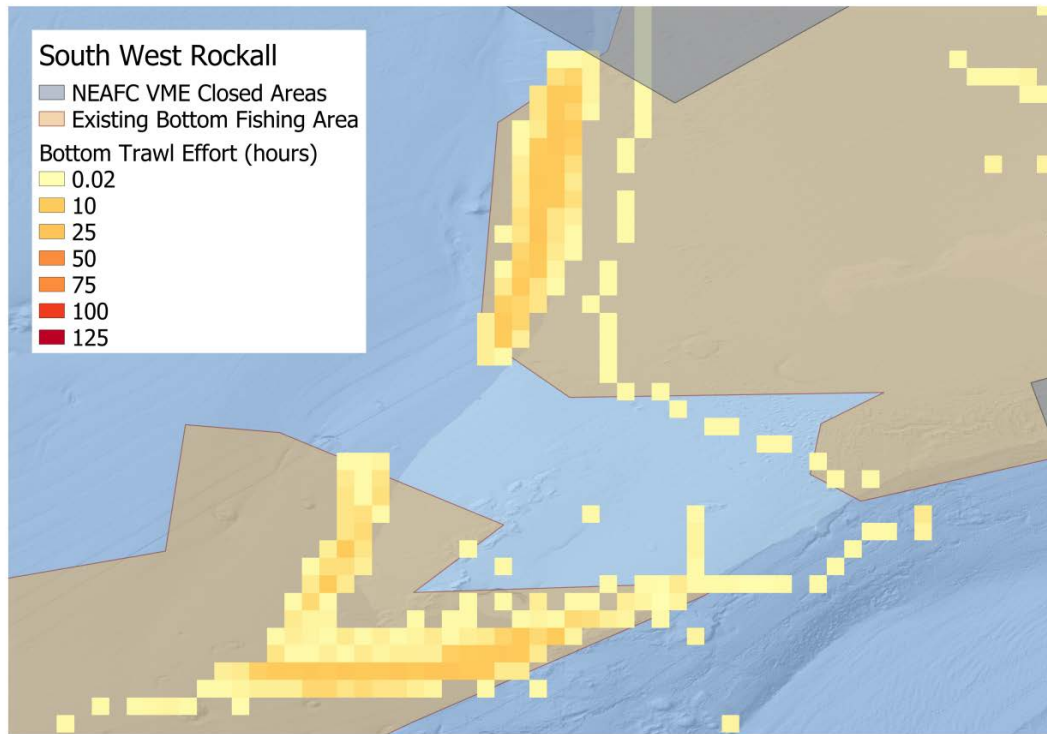 South West Rockall
NEAFC VME Closed Areas
Existing Bottom Fishing Area
Bottom Trawl Effort (hours)
0.02
10
25
50
75
100
125